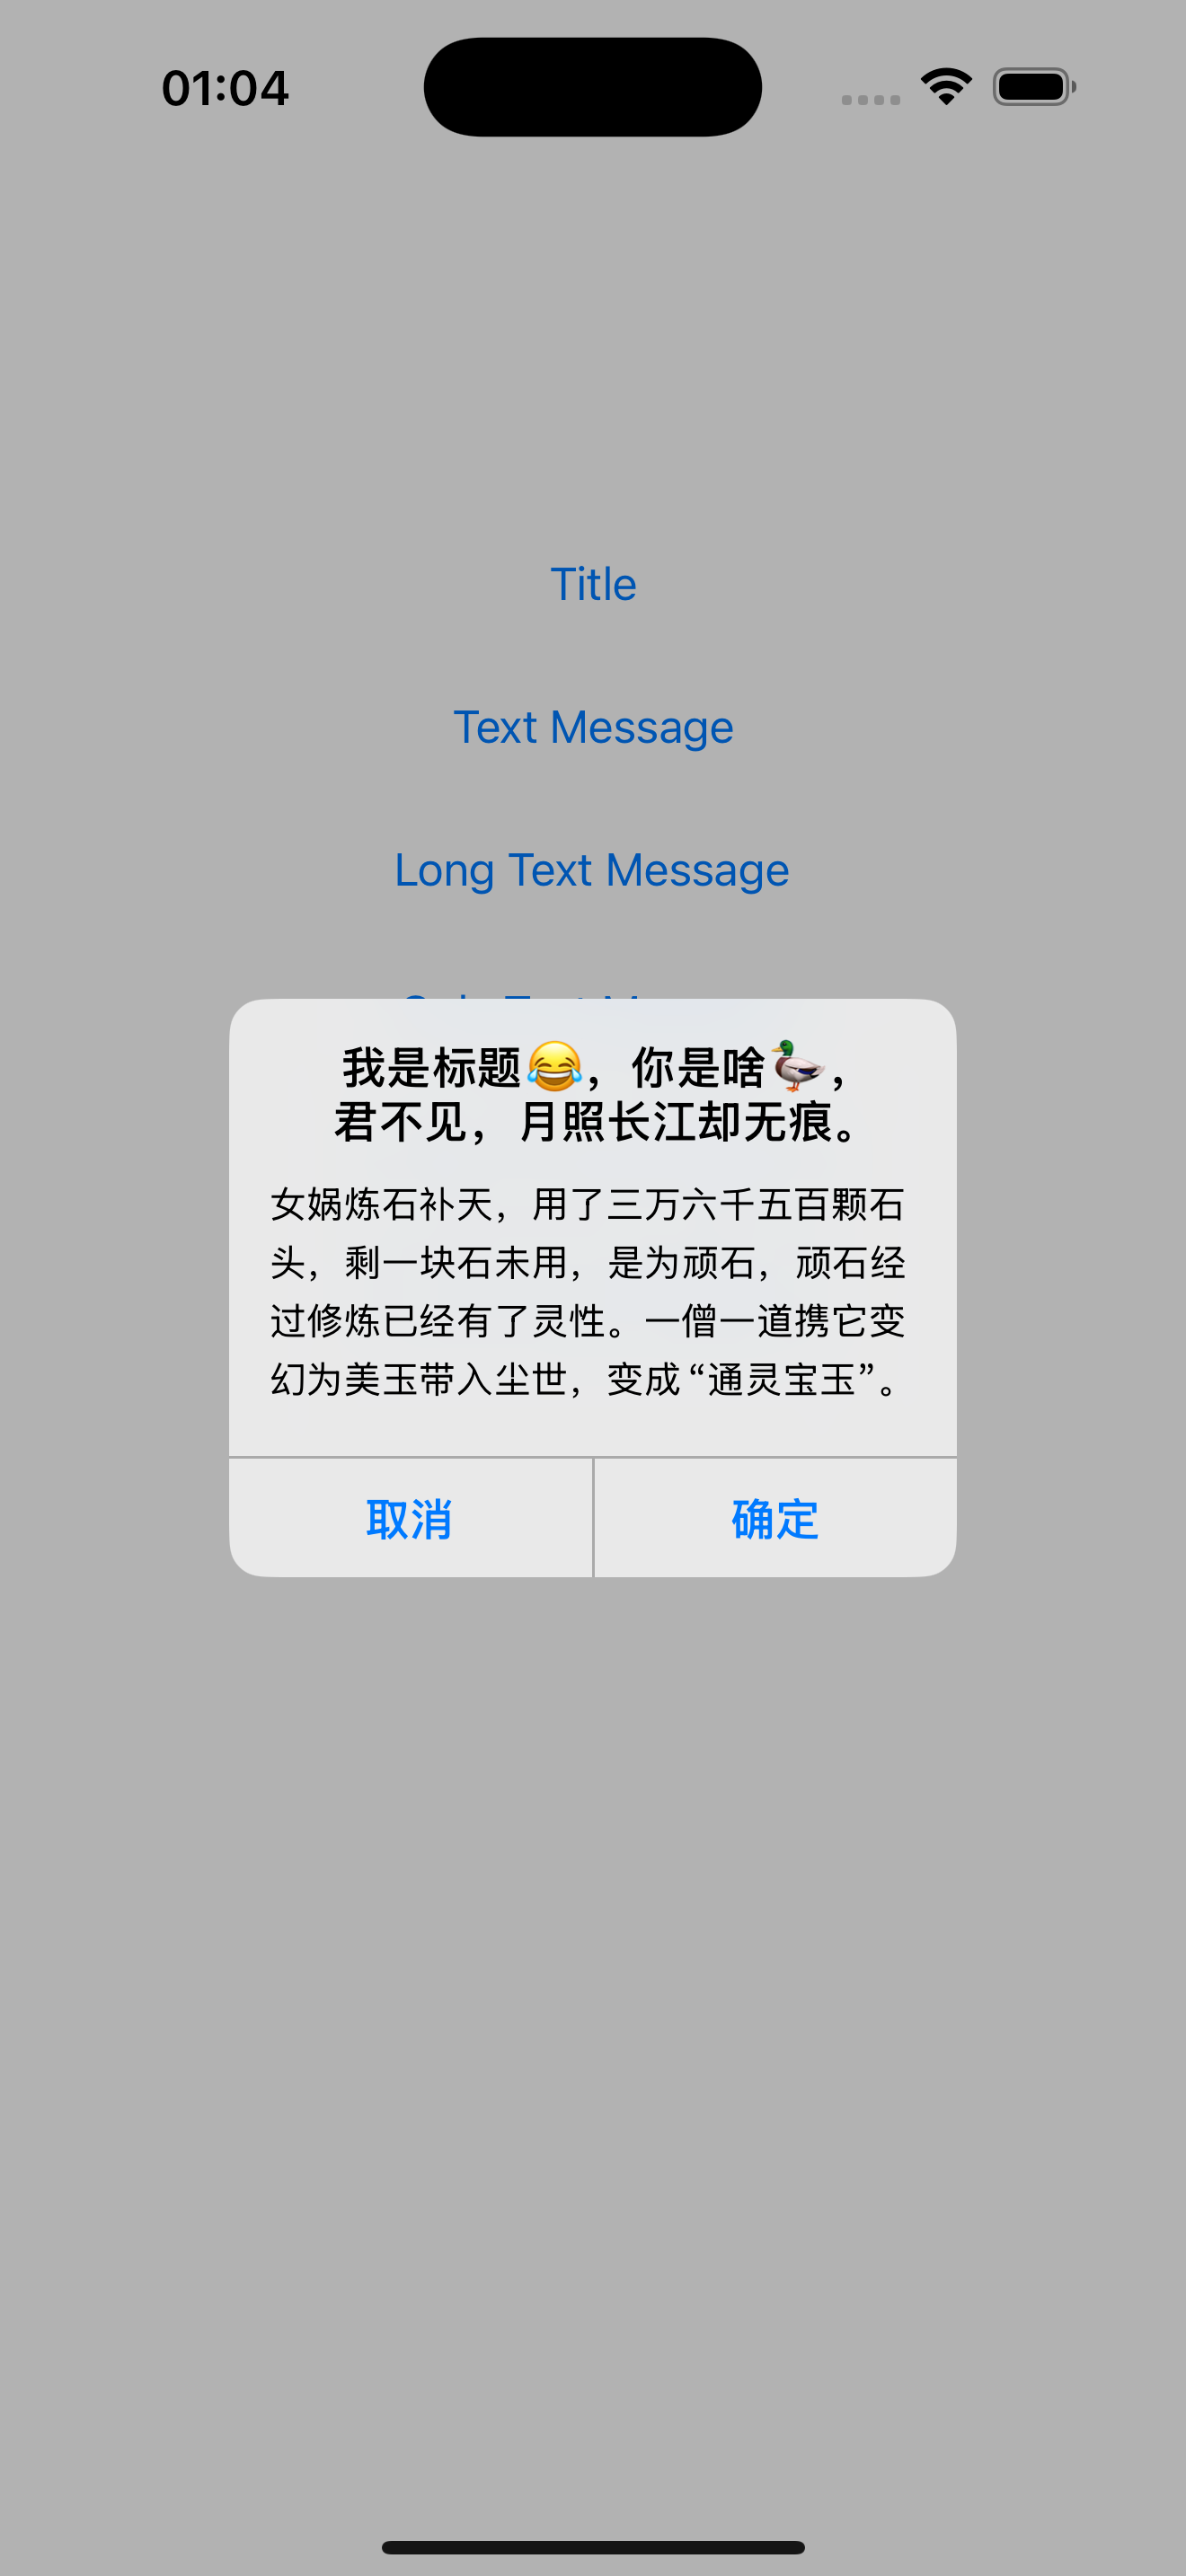 01:04
Title
Text Message
Long Text Message
我是标题😂，你是啥🦆，
君不见，月照长江却无痕。
女娲炼石补天，用了三万六千五百颗石
头，剩一块石未用，是为顽石，顽石经
过修炼已经有了灵性。一僧一道携它变
幻为美玉带入尘世，变成“通灵宝玉”。
取消
确定